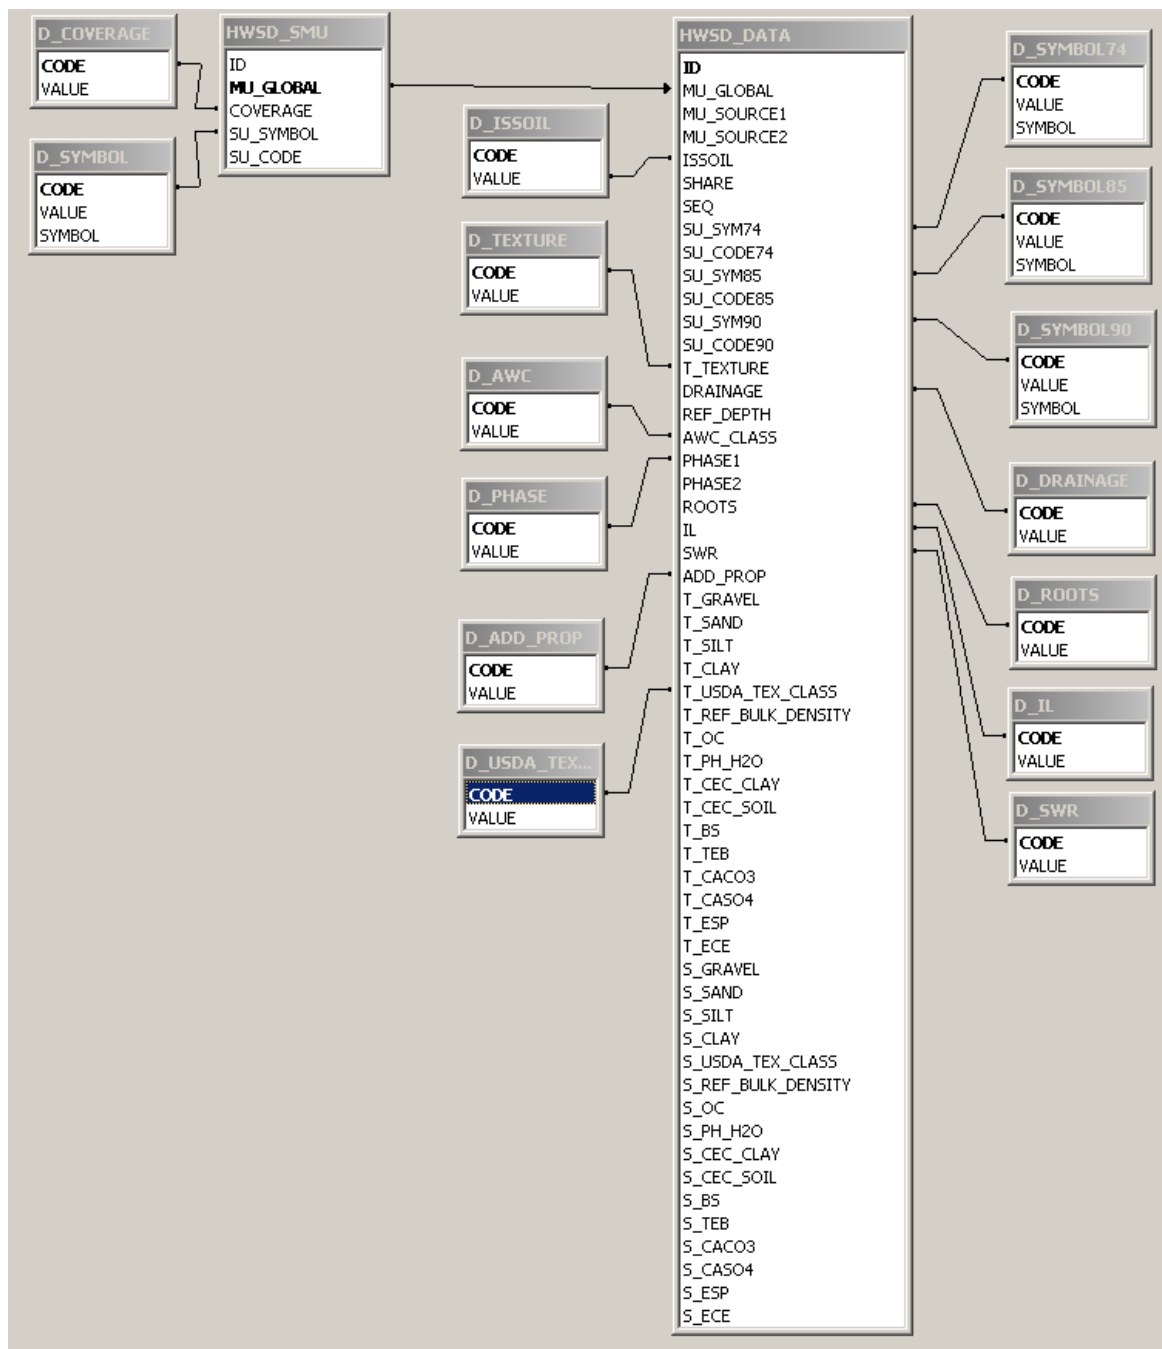 D_COVERAGE
CODE
VALUE
D_SYMBOL
CODE
VALUE
SYMBOL
HWSD_SMU
ID
MU_GLOBAL
COVERAGE
SU_SYMBOL
SU_CODE
D_ISSOIL
CODE
VALUE
D_TEXTURE
CODE
VALUE
D_AWC
CODE
VALUE
D_PHASE
CODE
VALUE
D_ADD_PROP
CODE
VALUE
D_USDA_TEX...
CODE
VALUE
HWSD_DATA
ID
MU_GLOBAL
MU_SOURCE1
MU_SOURCE2
ISSOIL
SHARE
SEQ
SU_SYM74
SU_CODE74
SU_SYM85
SU_CODE85
SU_SYM90
SU_CODE90
T_TEXTURE
DRAINAGE
REF_DEPTH
AWC_CLASS
PHASE1
PHASE2
ROOTS
IL
SWR
ADD_PROP
T_GRAVEL
T_SAND
T_SILT
T_CLAY
T_USDA_TEX_CLASS
T_REF_BULK_DENSITY
T_OC
T_PH_H2O
T_CEC_CLAY
T_CEC_SOIL
T_BS
T_TEB
T_CACO3
T_CASO4
T_ESP
T_ECE
S_GRAVEL
S_SAND
S_SILT
S_CLAY
S_USDA_TEX_CLASS
S_REF_BULK_DENSITY
S_OC
S_PH_H2O
S_CEC_CLAY
S_CEC_SOIL
S_BS
S_TEB
S_CACO3
S_CASO4
S_ESP
S_ECE
D_SYMBOL74
CODE
VALUE
SYMBOL
D_SYMBOL85
CODE
VALUE
SYMBOL
D_SYMBOL90
CODE
VALUE
SYMBOL
D_DRAINAGE
CODE
VALUE
D_ROOTS
CODE
VALUE
D_IL
CODE
VALUE
D_SWR
CODE
VALUE